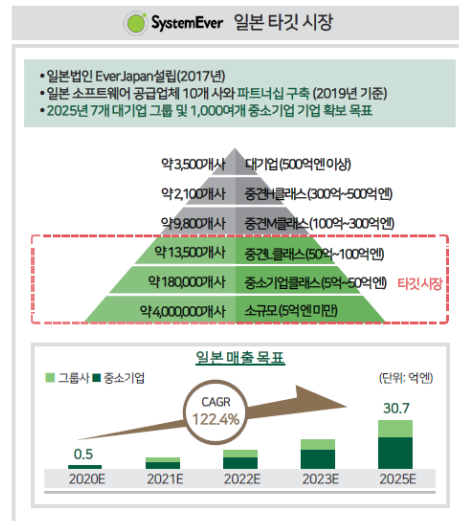 SystemEver 일본 타깃 시장
• 일본법인 EverJapan설립(2017년)
• 일본 소프트웨어 공급업체 10개 사와 파트너십 구축 (2019년 기준)
• 2025년 7개 대기업 그룹 및 1,000여개 중소기업 기업 확보 목표
약 3,500개사 대기업 (500억엔 이상)
약 2,100개사 중견H클래스 (300억~500억엔)
약 9,800개사 중견M클래스 (100억~300억엔)
약 13,500개사 중견L클래스 (50억~100억엔)
약 180,000개사 중소기업클래스 (5억~50억엔) 타깃 시장
약 4,000,000개사 소규모 (5억엔 미만)
일본 매출 목표
그룹사 중소기업 (단위: 억엔)
CAGR
122.4%
30.7
0.5
2020E 2021E 2022E 2023E 2025E